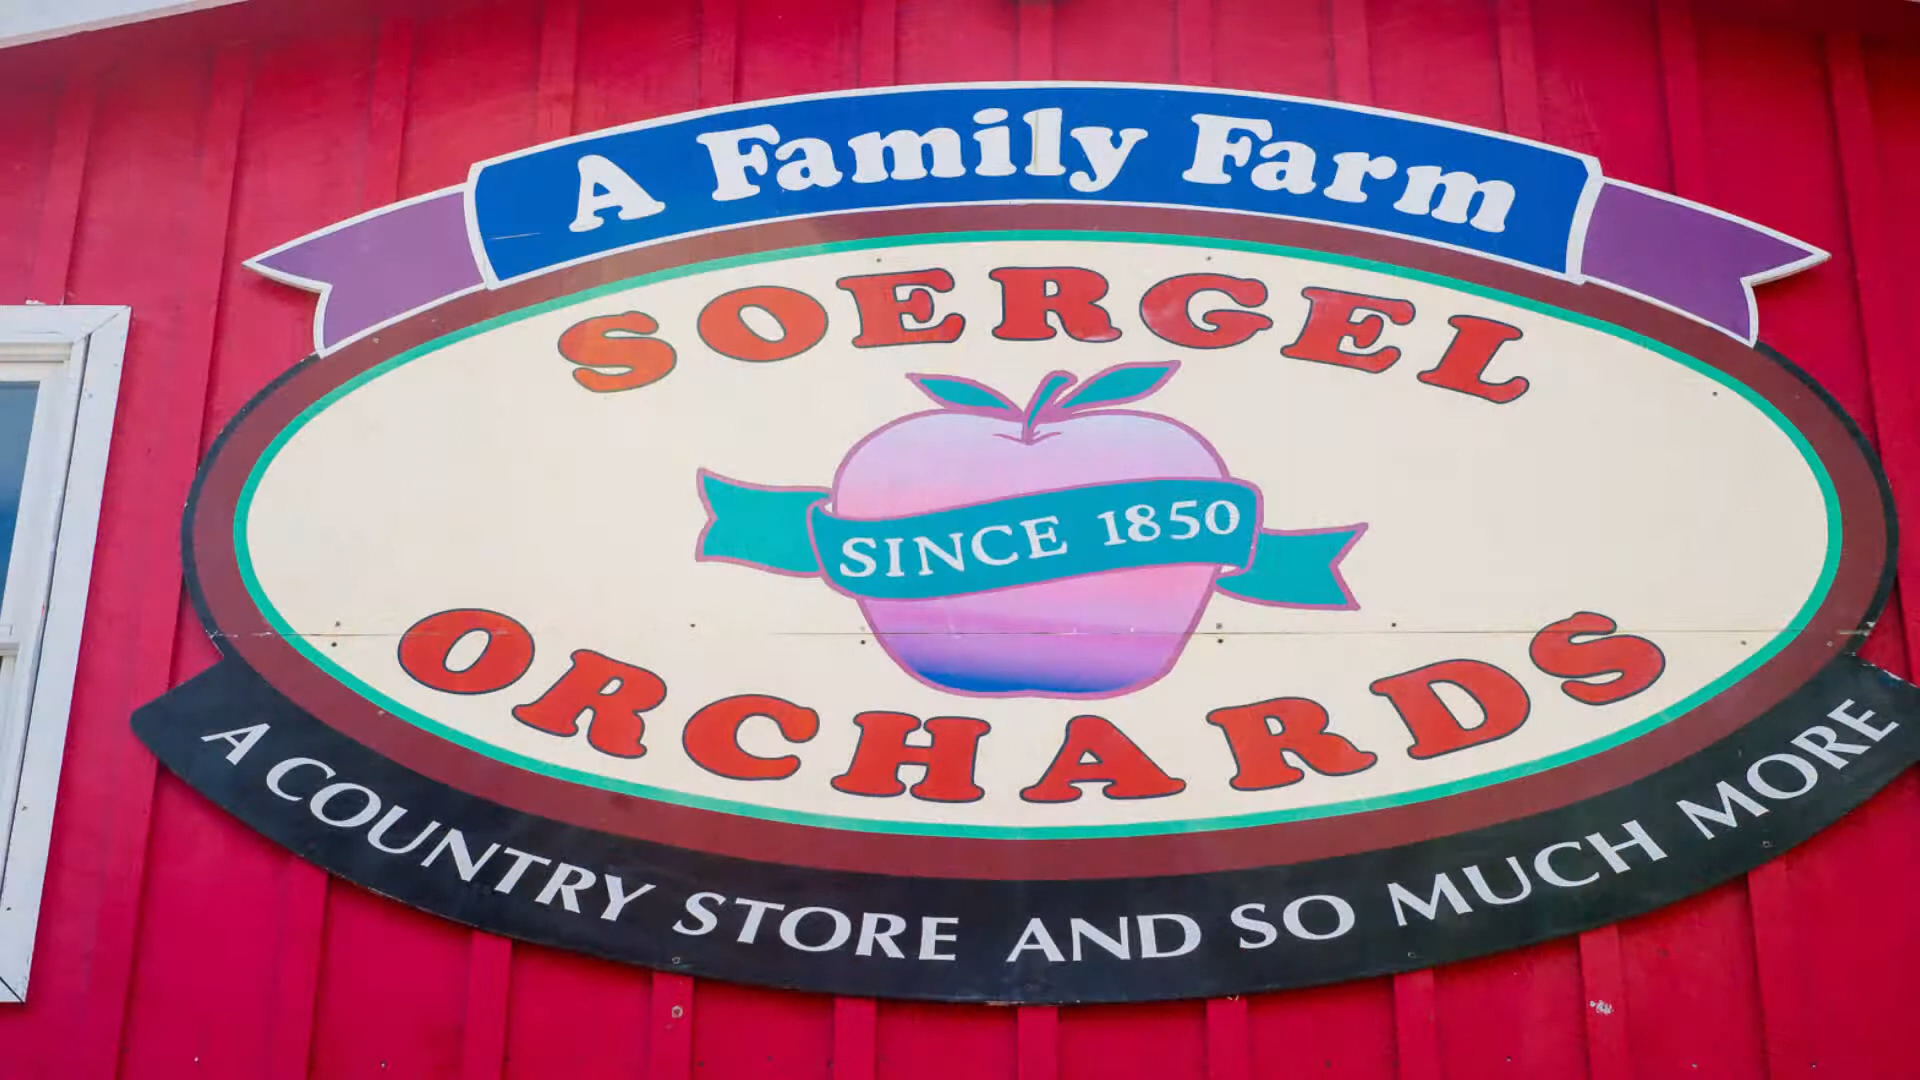 A Family Farm
SOERGEL
SINCE 1850
ORCHARDS
A COUNTRY STORE AND SO MUCH MORE